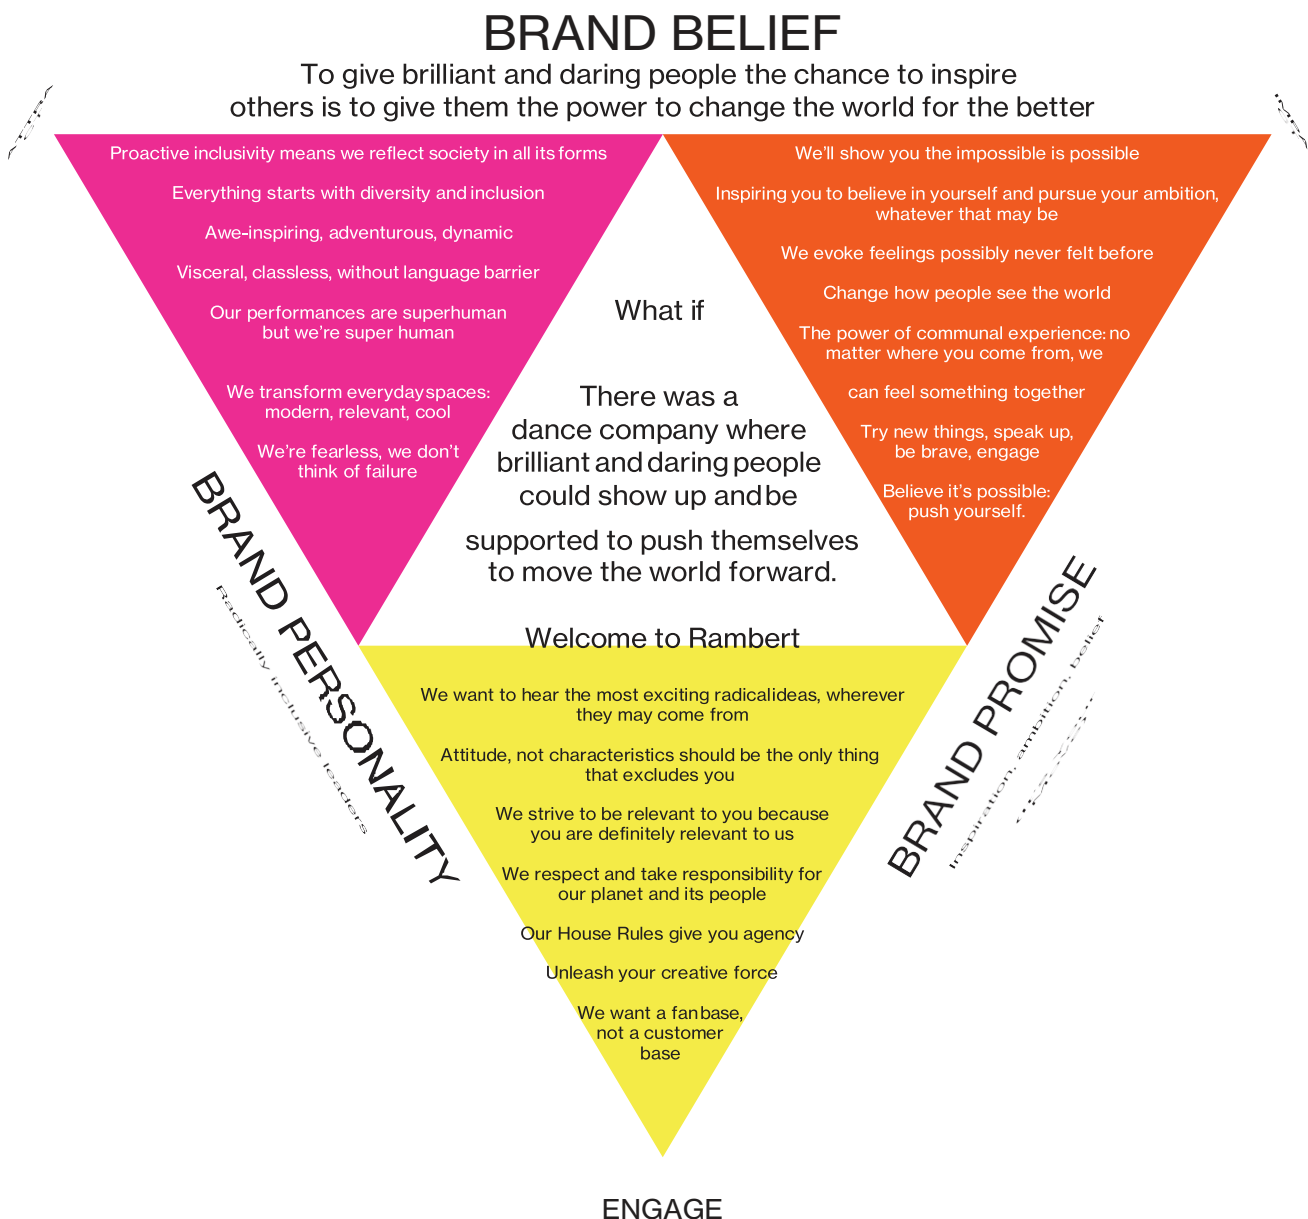 BRAND BELIEF
To give brilliant and daring people the chance to inspire
others is to give them the power to change the world for the better
Proactive inclusivity means we reflect society in all its forms
Everything starts with diversity and inclusion
Awe-inspiring, adventurous, dynamic
Visceral, classless, without language barrier
Our performances are superhuman
but we're super human
We transform everyday spaces:
modern, relevant, cool
We're fearless, we don't
think of failure
We'll show you the impossible is possible
Inspiring you to believe in yourself and pursue your ambition,
whatever that may be
We evoke feelings possibly never felt before
Change how people see the world
The power of communal experience: no
matter where you come from, we
can feel something together
Try new things, speak up,
be brave, engage
Believe it's possible:
push yourself.
What if
There was a
dance company where
brilliant and daring people
could show up and be
supported to push themselves
to move the world forward.
Welcome to Rambert
BRAND PERSONALITY
Radically inclusive leaders
BRAND PROMISE
Inspiration, ambition, belief
We want to hear the most exciting radical ideas, wherever
they may come from
Attitude, not characteristics should be the only thing
that excludes you
We strive to be relevant to you because
you are definitely relevant to us
We respect and take responsibility for
our planet and its people
Our House Rules give you agency
Unleash your creative force
We want a fan base,
not a customer
base
ENGAGE